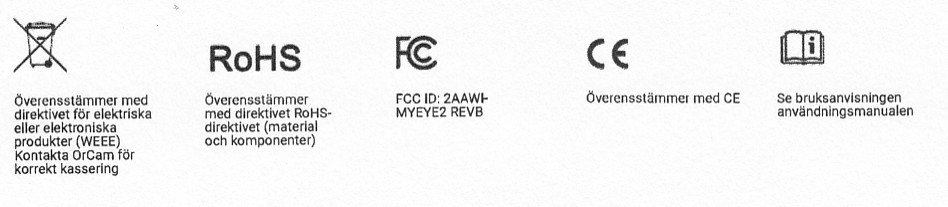 Överensstämmer med
direktivet för elektriska
eller elektroniska
produkter (WEEE)
Kontakta OrCam för
korrekt kassering
RoHS
Överensstämmer
med direktivet RoHS-
direktivet (material
och komponenter)
FC
FCC ID: 2AAWI-
MYEYE2 REVB
CE
Överensstämmer med CE
i
Se bruksanvisningen
användningsmanualen